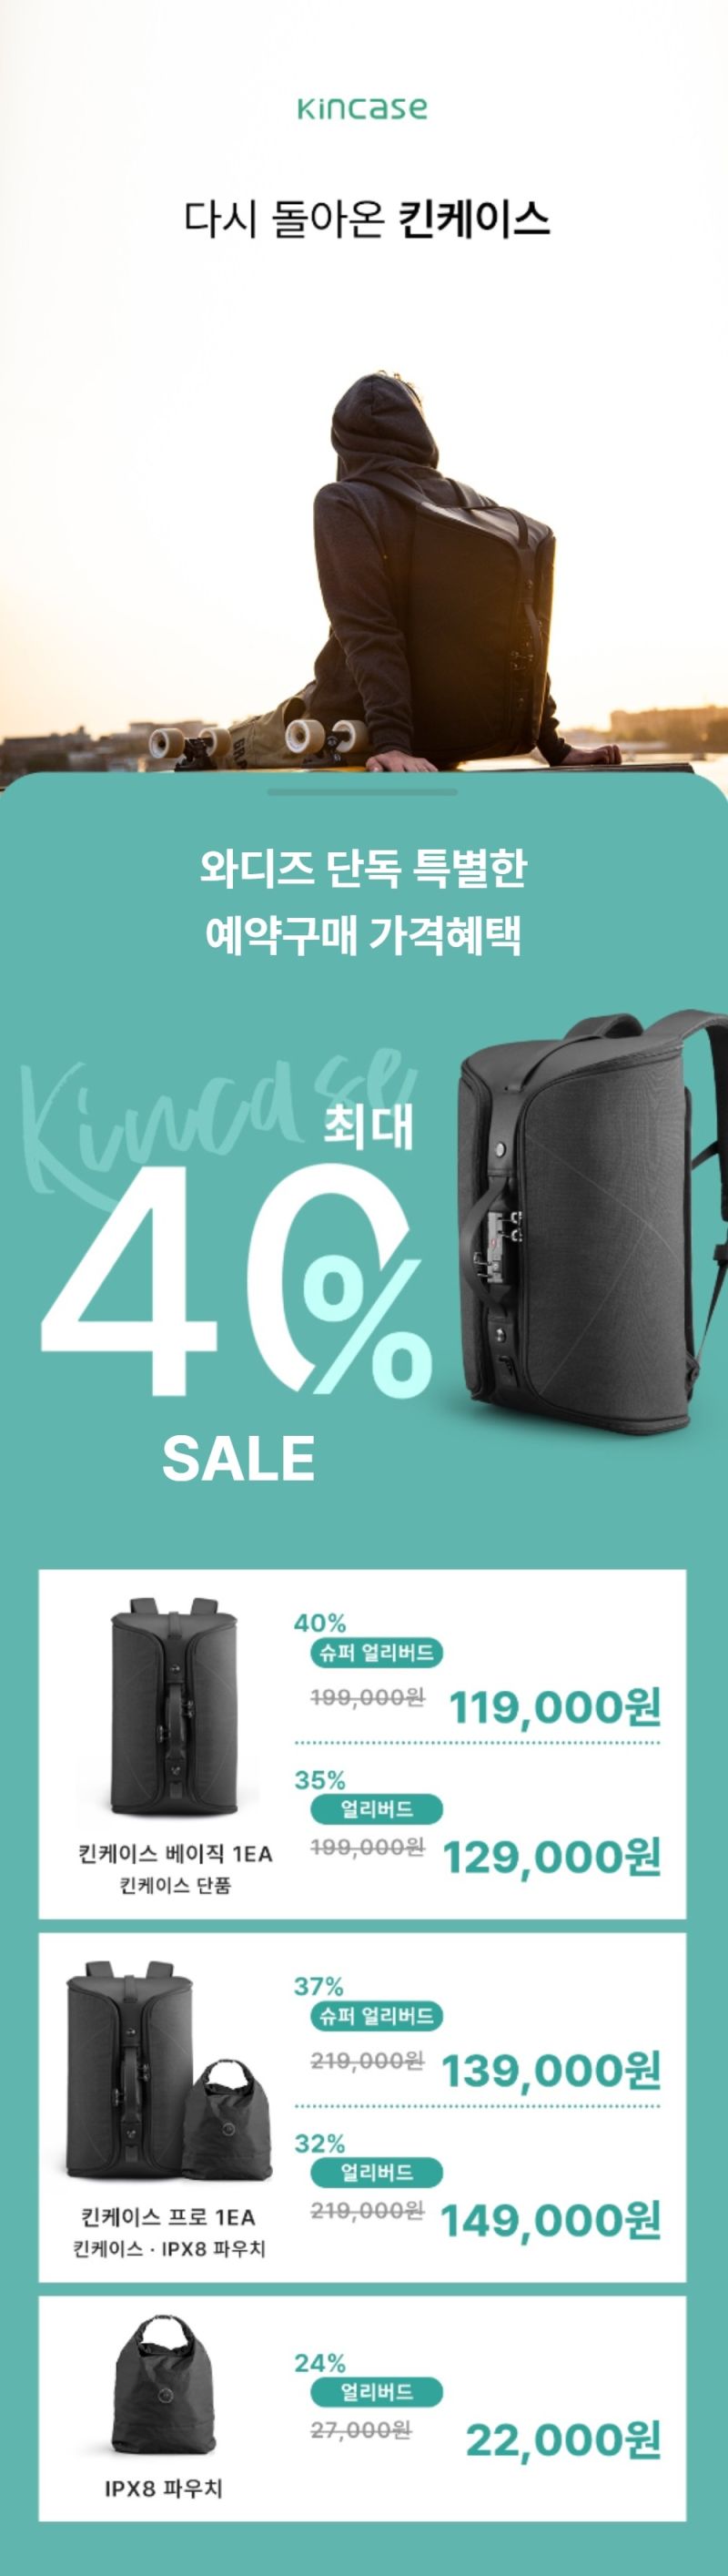 Kincase
다시 돌아온 킨케이스
와디즈 단독 특별한
예약구매 가격혜택
Kincase
최대
40%
SALE
40%
슈퍼 얼리버드
199,000원 119,000원
35%
얼리버드
199,000원 129,000원
킨케이스 베이직 1EA
킨케이스 단품
37%
슈퍼 얼리버드
219,000원 139,000원
32%
얼리버드
219,000원 149,000원
킨케이스 프로 1EA
킨케이스 · IPX8 파우치
24%
얼리버드
27,000원 22,000원
IPX8 파우치